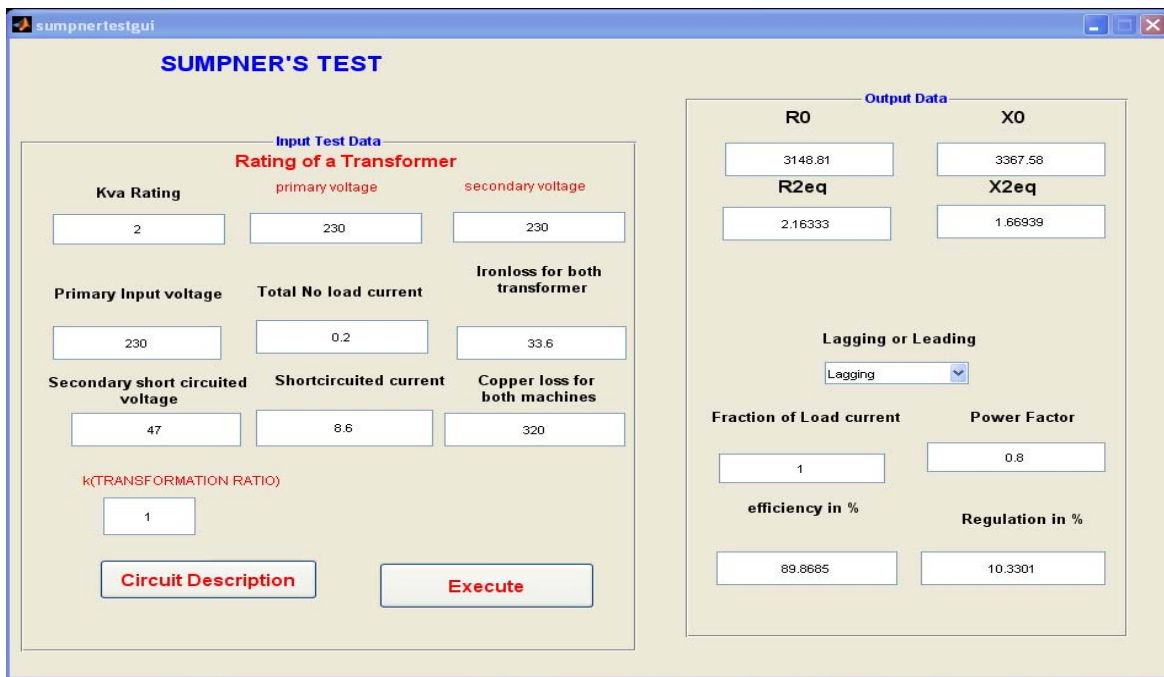 sumpnertestgui
SUMPNER'S TEST
Input Test Data
Rating of a Transformer
Kva Rating
primary voltage
secondary voltage
2
230
230
Primary Input voltage
Total No load current
Ironloss for both
transformer
230
0.2
33.6
Secondary short circuited
voltage
Shortcircuited current
Copper loss for
both machines
47
8.6
320
k(TRANSFORMATION RATIO)
1
Circuit Description
Execute
Output Data
R0
X0
3148.81
3367.58
R2eq
X2eq
2.16333
1.66939
Lagging or Leading
Lagging
Fraction of Load current
Power Factor
1
0.8
efficiency in %
Regulation in %
89.8685
10.3301